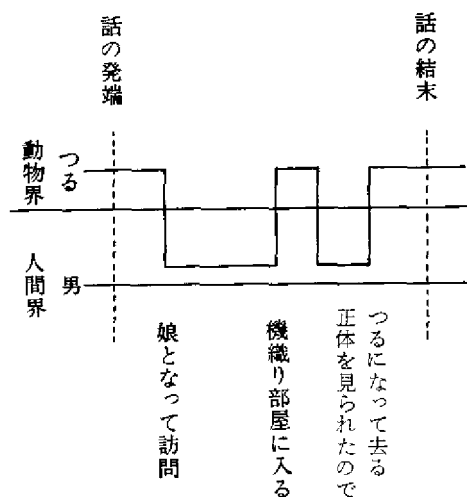 話の結末
話の発端
つる
動物界
男
人間界
つるになって去る
正体を見られたので
機織り部屋に入る
娘となって訪問